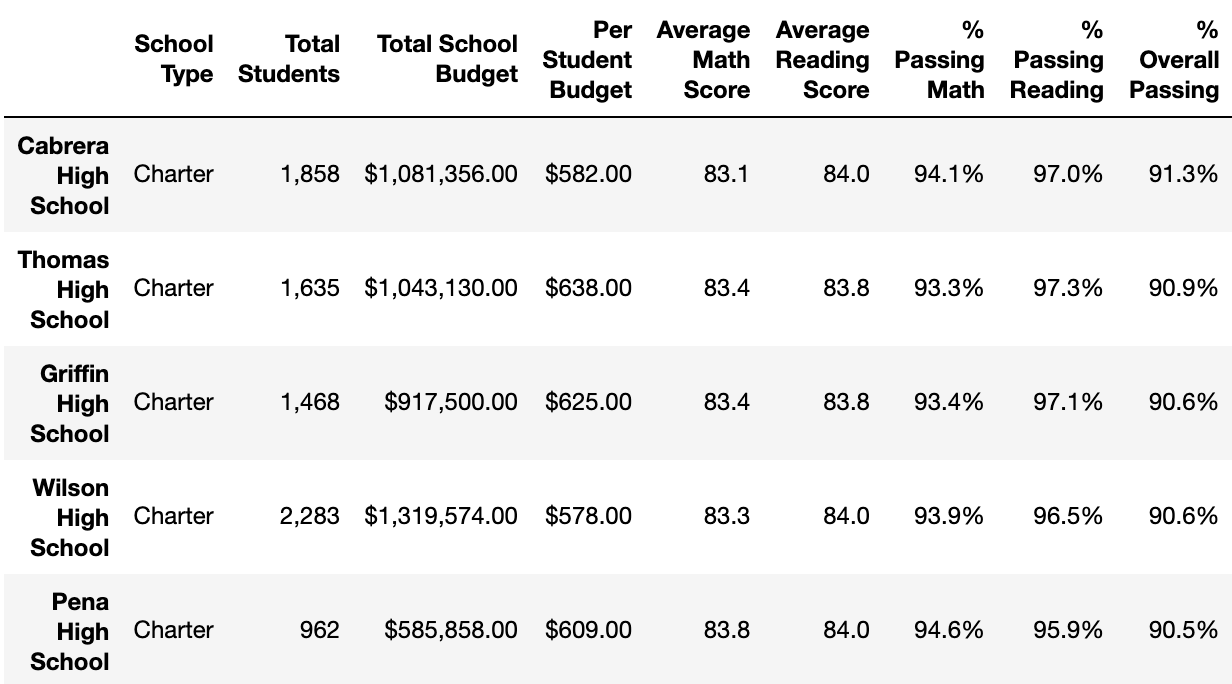 School Type Total Students Total School Budget Per Student Budget Average Math Score Average Reading Score % Passing Math % Passing Reading % Overall Passing
Cabrera High School Charter 1,858 $1,081,356.00 $582.00 83.1 84.0 94.1% 97.0% 91.3%
Thomas High School Charter 1,635 $1,043,130.00 $638.00 83.4 83.8 93.3% 97.3% 90.9%
Griffin High School Charter 1,468 $917,500.00 $625.00 83.4 83.8 93.4% 97.1% 90.6%
Wilson High School Charter 2,283 $1,319,574.00 $578.00 83.3 84.0 93.9% 96.5% 90.6%
Pena High School Charter 962 $585,858.00 $609.00 83.8 84.0 94.6% 95.9% 90.5%